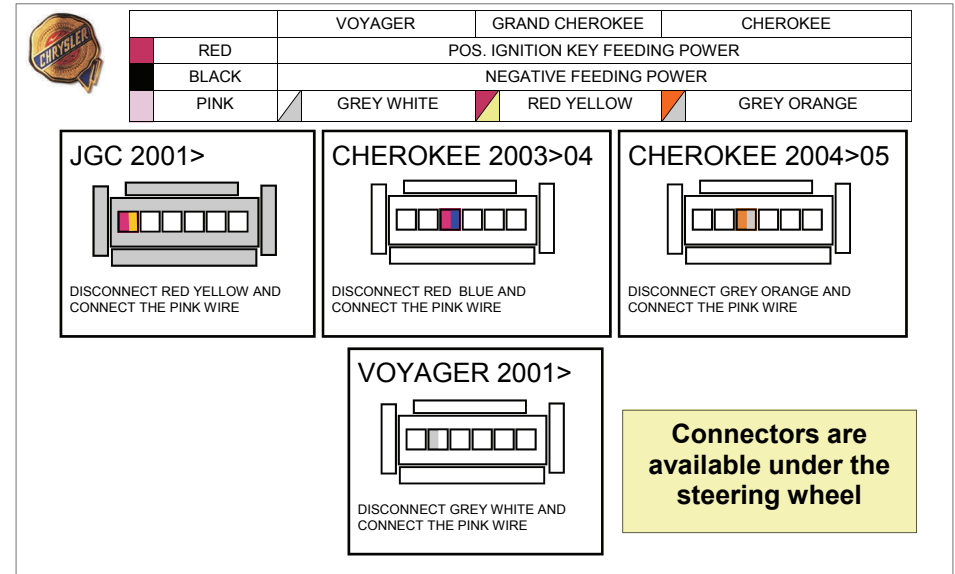 CHRYSLER
VOYAGER GRAND CHEROKEE CHEROKEE
RED POS. IGNITION KEY FEEDING POWER
BLACK NEGATIVE FEEDING POWER
PINK GREY WHITE RED YELLOW GREY ORANGE
JGC 2001>
DISCONNECT RED YELLOW AND
CONNECT THE PINK WIRE
CHEROKEE 2003>04
DISCONNECT RED BLUE AND
CONNECT THE PINK WIRE
CHEROKEE 2004>05
DISCONNECT GREY ORANGE AND
CONNECT THE PINK WIRE
VOYAGER 2001>
DISCONNECT GREY WHITE AND
CONNECT THE PINK WIRE
Connectors are
available under the
steering wheel